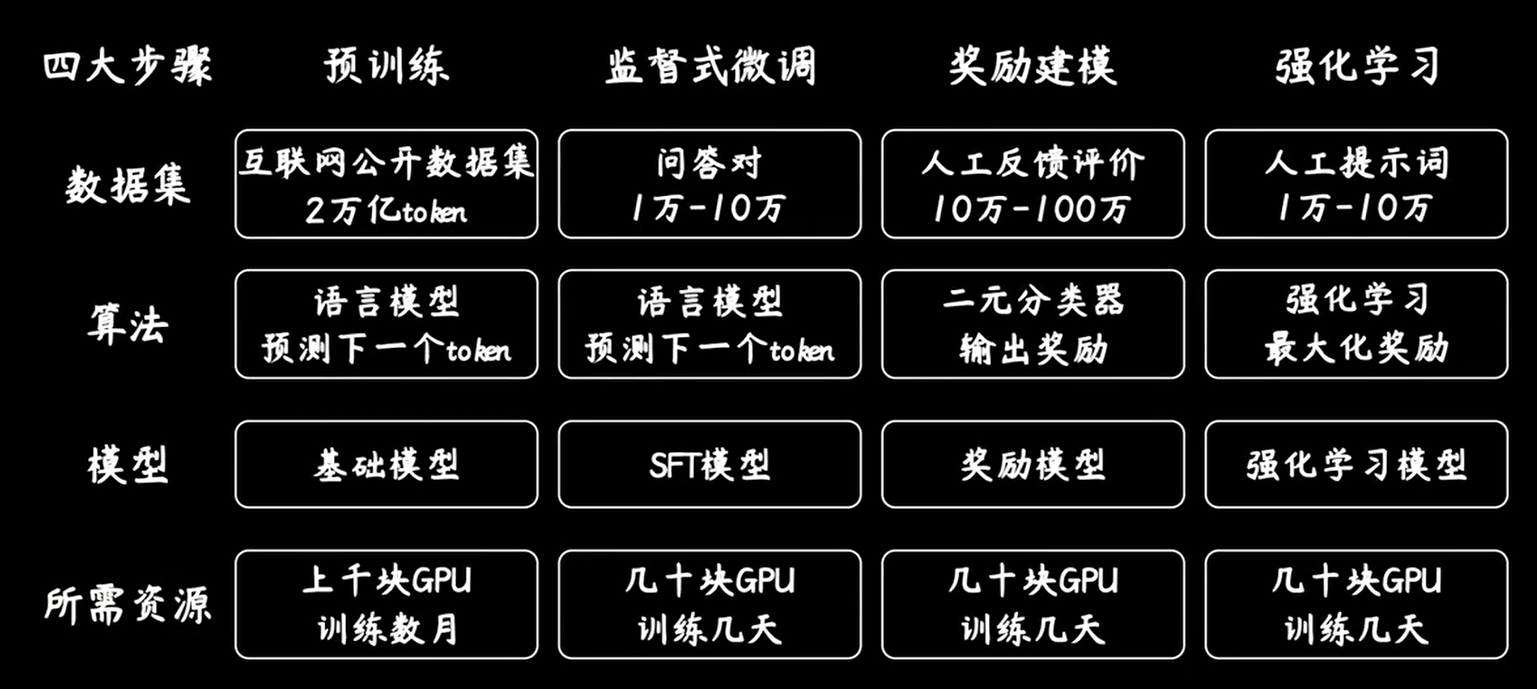 四大步骤 预训练 监督式微调 奖励建模 强化学习
数据集
互联网公开数据集
2万亿token
问答对
1万-10万
人工反馈评价
10万-100万
人工提示词
1万-10万
算法
语言模型
预测下一个token
语言模型
预测下一个token
二元分类器
输出奖励
强化学习
最大化奖励
模型
基础模型
SFT模型
奖励模型
强化学习模型
所需资源
上千块GPU
训练数月
几十块GPU
训练几天
几十块GPU
训练几天
几十块GPU
训练几天